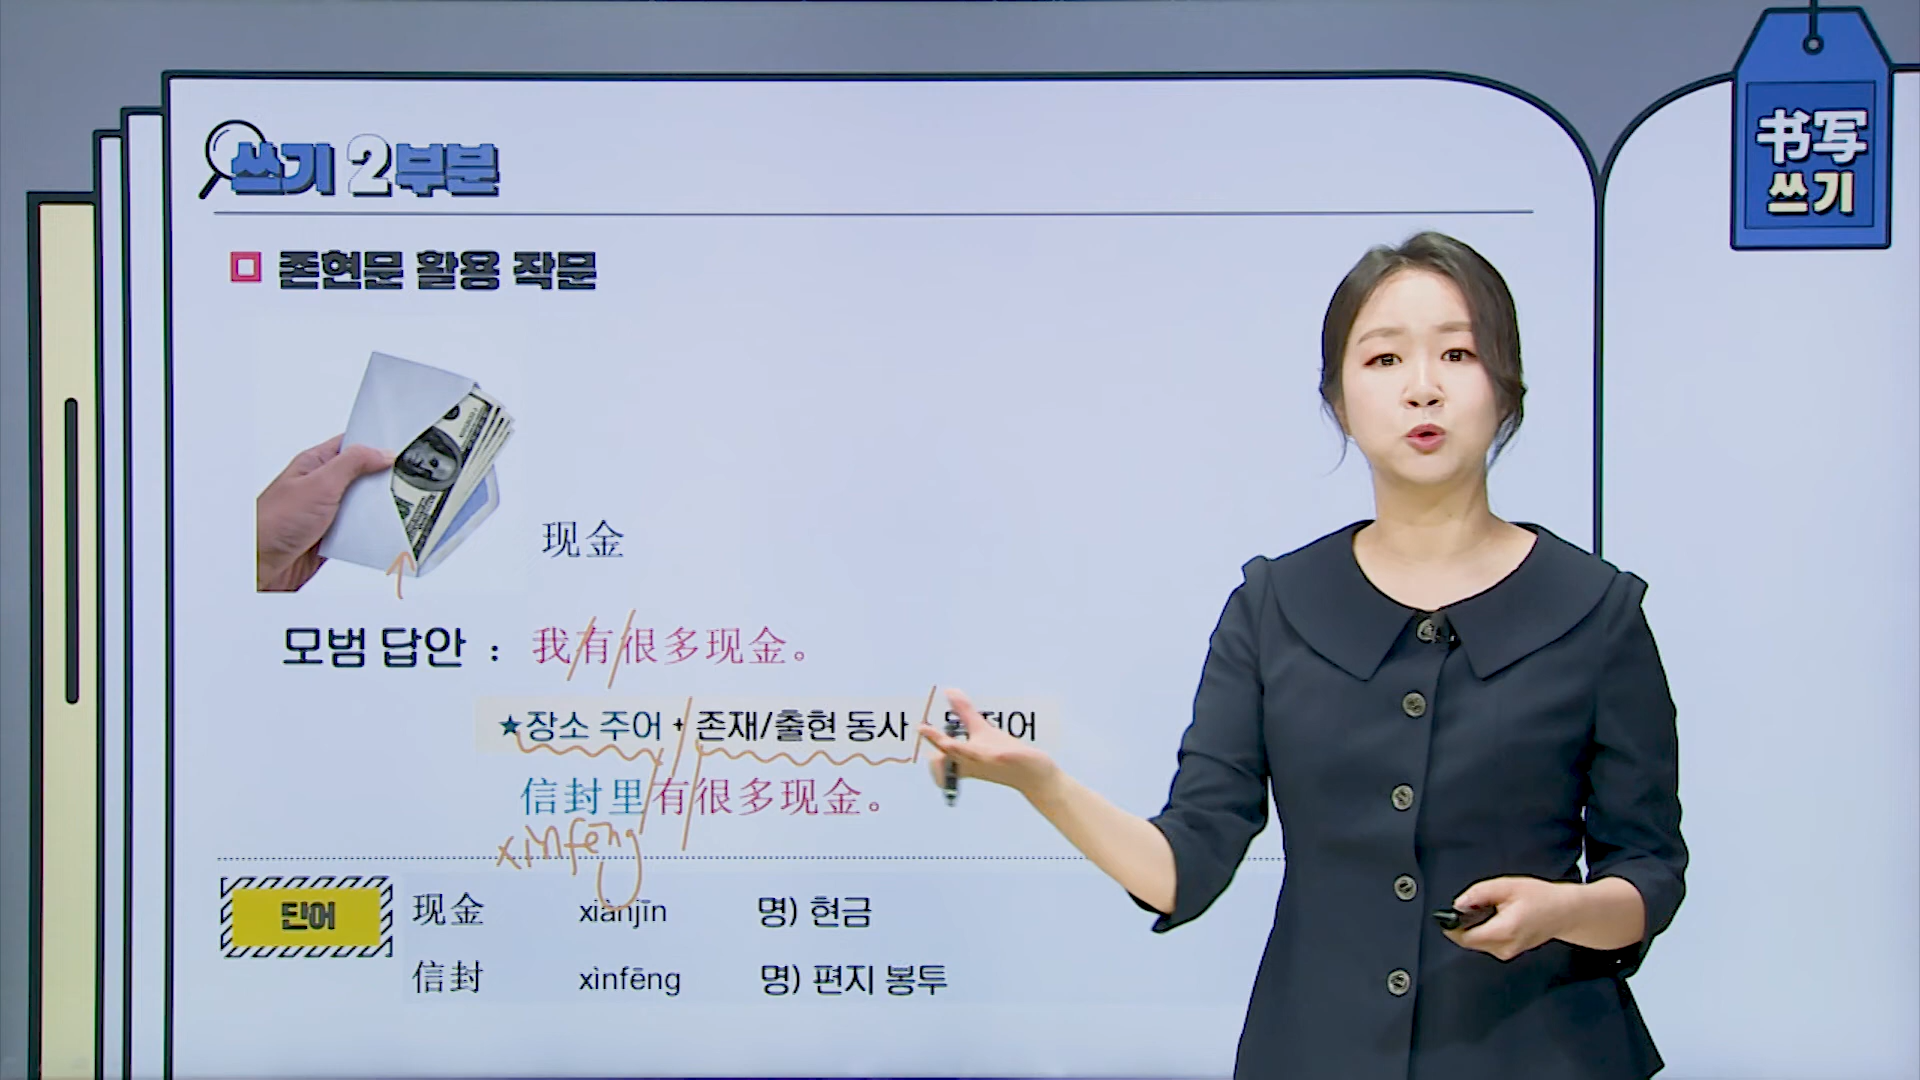 书写
쓰기
쓰기 2부분
존현문 활용 작문
现金
모범 답안 : 我有很多现金。
★장소 주어 + 존재/출현 동사
信封里有很多现金。
xìnfēng
단어
现金 xiànjīn 명) 현금
信封 xìnfēng 명) 편지 봉투